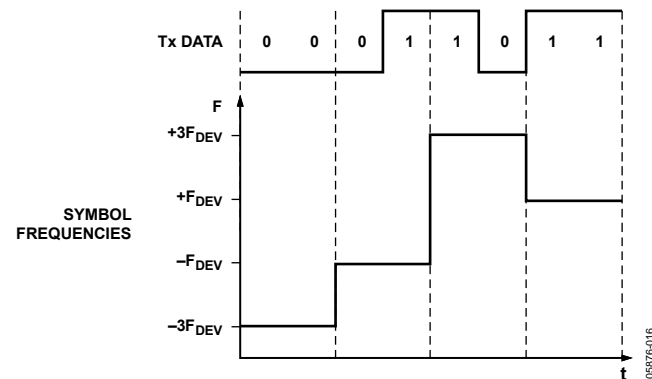 Tx DATA 0 0 0 1 1 0 1 1
F
+3FDEV
+FDEV
SYMBOL
FREQUENCIES
–FDEV
–3FDEV
t
05876-016